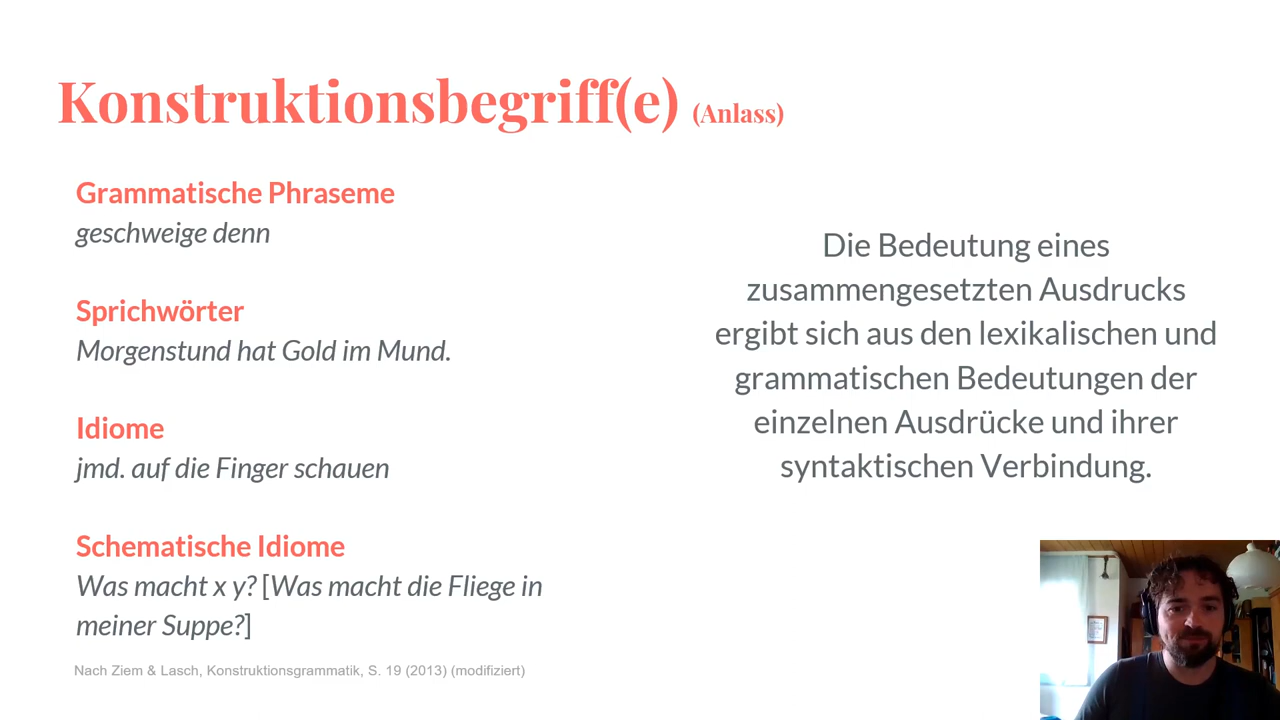 Konstruktionsbegriff(e) (Anlass)
Grammatische Phraseme
geschweige denn
Sprichwörter
Morgenstund hat Gold im Mund.
Idiome
jmd. auf die Finger schauen
Schematische Idiome
Was macht x y? [Was macht die Fliege in
meiner Suppe?]
Nach Ziem & Lasch, Konstruktionsgrammatik, S. 19 (2013) (modifiziert)
Die Bedeutung eines
zusammengesetzten Ausdrucks
ergibt sich aus den lexikalischen und
grammatischen Bedeutungen der
einzelnen Ausdrücke und ihrer
syntaktischen Verbindung.